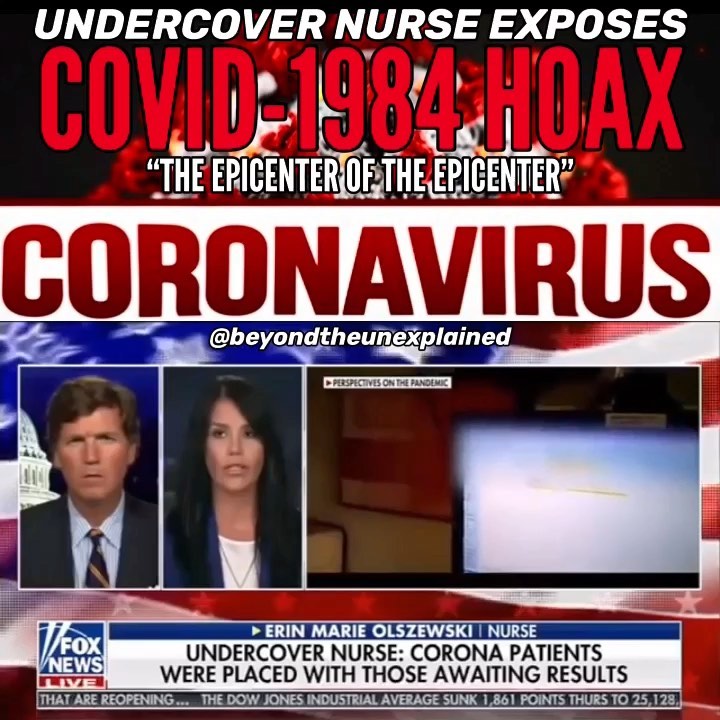 UNDERCOVER NURSE EXPOSES
COVID-1984 HOAX
“THE EPICENTER OF THE EPICENTER”
CORONAVIRUS
@beyondtheunexplained
PERSPECTIVES ON THE PANDEMIC
ERIN MARIE OLSZEWSKI | NURSE
UNDERCOVER NURSE: CORONA PATIENTS
WERE PLACED WITH THOSE AWAITING RESULTS
FOX
NEWS
LIVE
THAT ARE REOPENING... THE DOW JONES INDUSTRIAL AVERAGE SUNK 1,861 POINTS THURS TO 25,128,